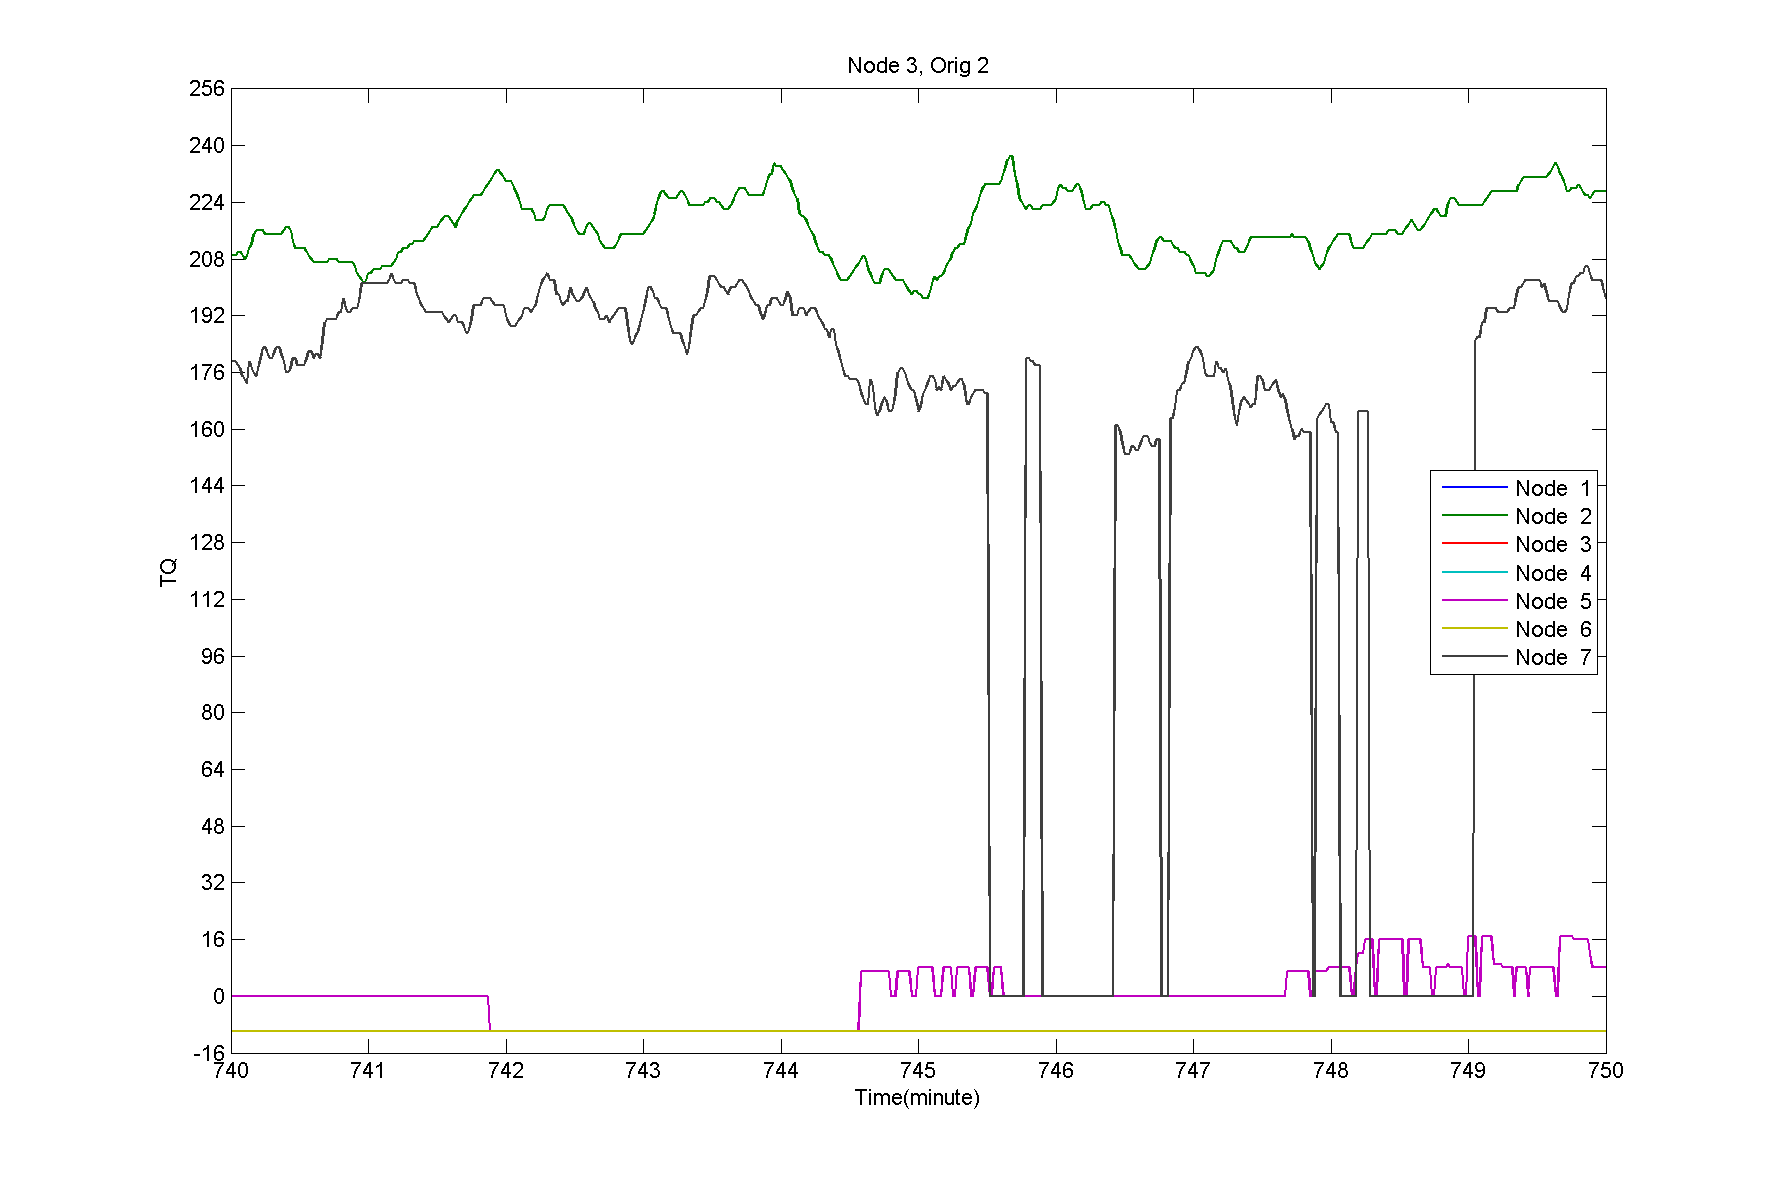 Node 3, Orig 2
256
240
224
208
192
176
160
144
128
112
96
80
64
48
32
16
0
-16
TQ
Node 1
Node 2
Node 3
Node 4
Node 5
Node 6
Node 7
740 741 742 743 744 745 746 747 748 749 750
Time(minute)